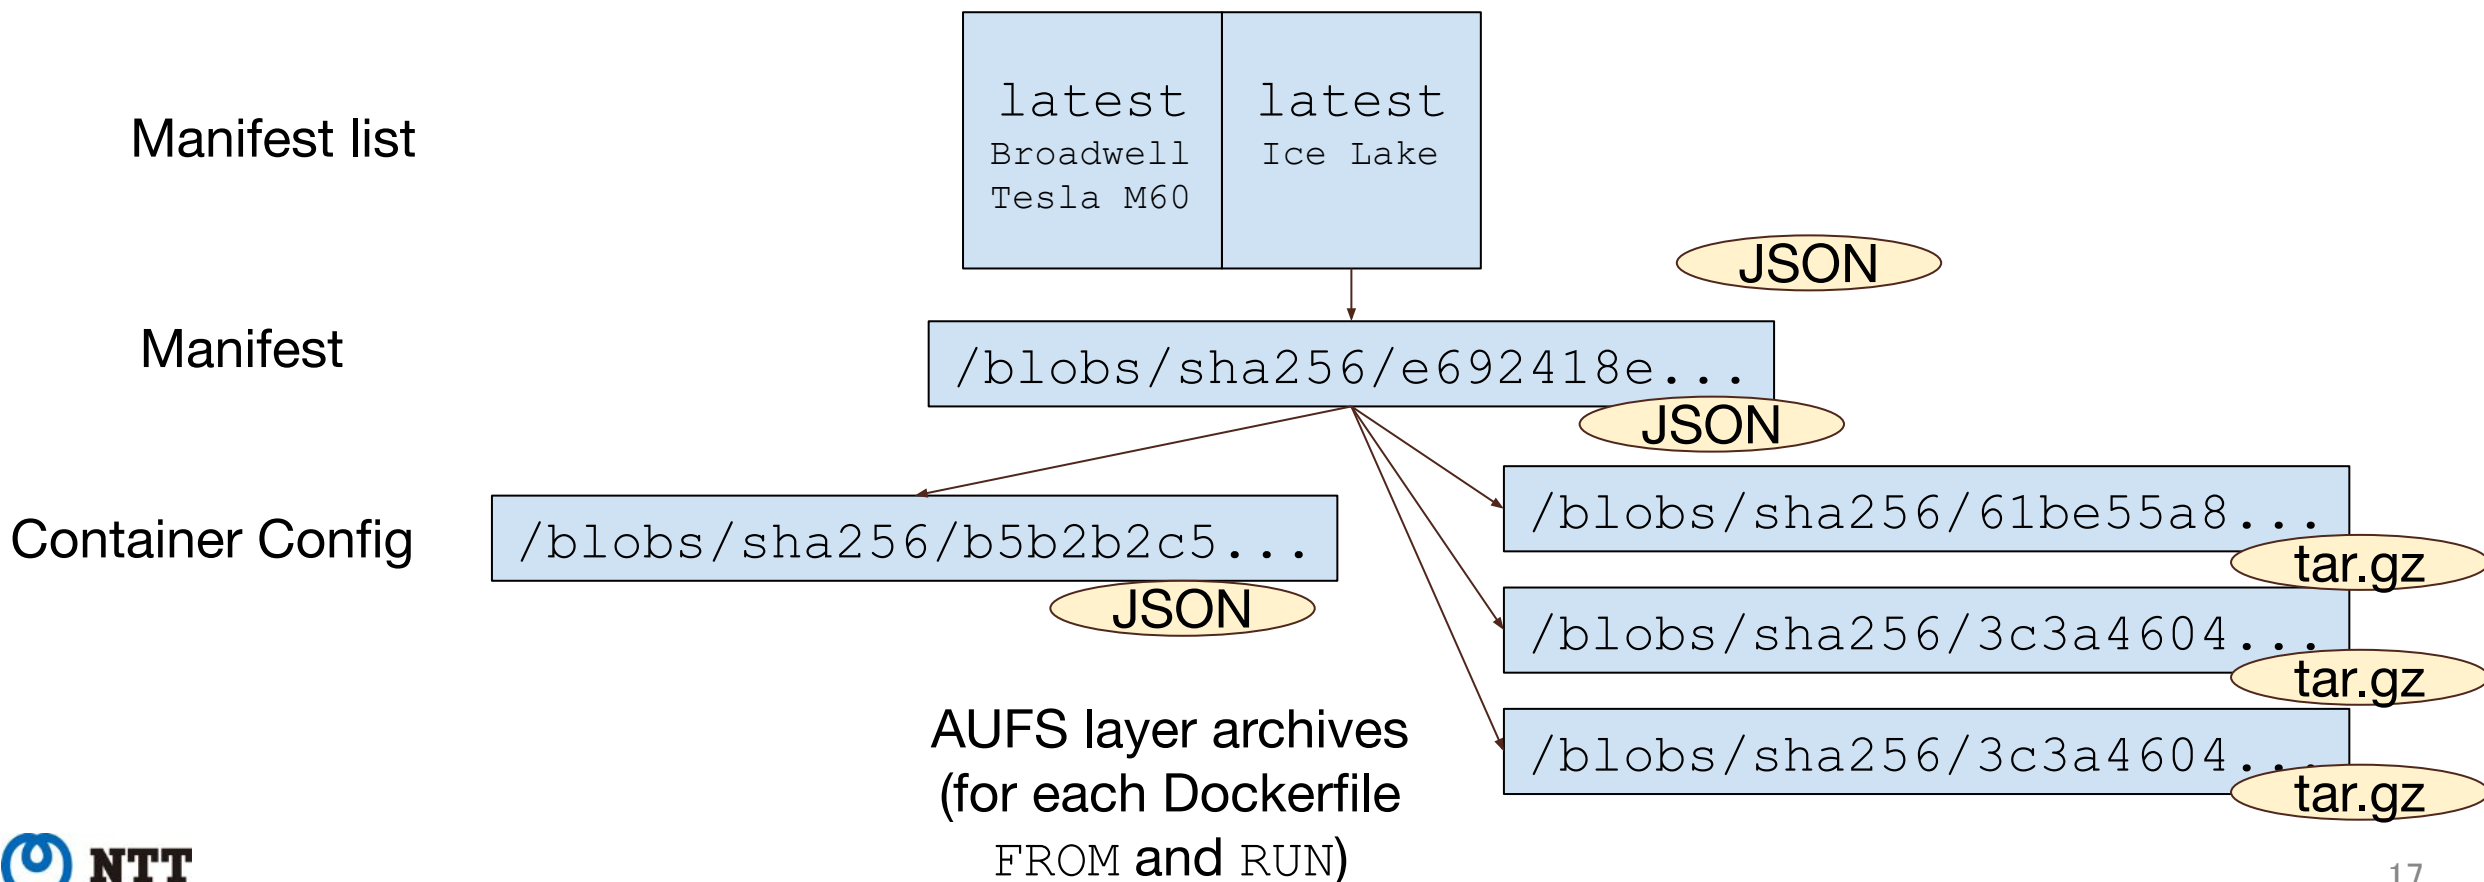 Manifest list
latest
Broadwell
Tesla M60
latest
Ice Lake
JSON
Manifest
/blobs/sha256/e692418e...
JSON
Container Config
/blobs/sha256/b5b2b2c5...
JSON
/blobs/sha256/61be55a8...
tar.gz
/blobs/sha256/3c3a4604...
tar.gz
/blobs/sha256/3c3a4604...
tar.gz
AUFS layer archives
(for each Dockerfile
FROM and RUN)
NTT
17